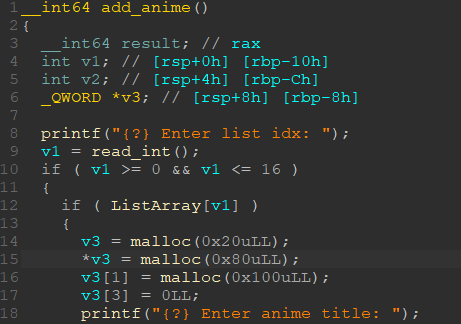 1 __int64 add_anime()
2 {
3   __int64 result; // rax
4   int v1; // [rsp+0h] [rbp-10h]
5   int v2; // [rsp+4h] [rbp-Ch]
6   _QWORD *v3; // [rsp+8h] [rbp-8h]
7
8   printf("{?} Enter list idx: ");
9   v1 = read_int();
10   if ( v1 >= 0 && v1 <= 16 )
11   {
12     if ( ListArray[v1] )
13     {
14       v3 = malloc(0x20uLL);
15       *v3 = malloc(0x80uLL);
16       v3[1] = malloc(0x100uLL);
17       v3[3] = 0LL;
18       printf("{?} Enter anime title: ");